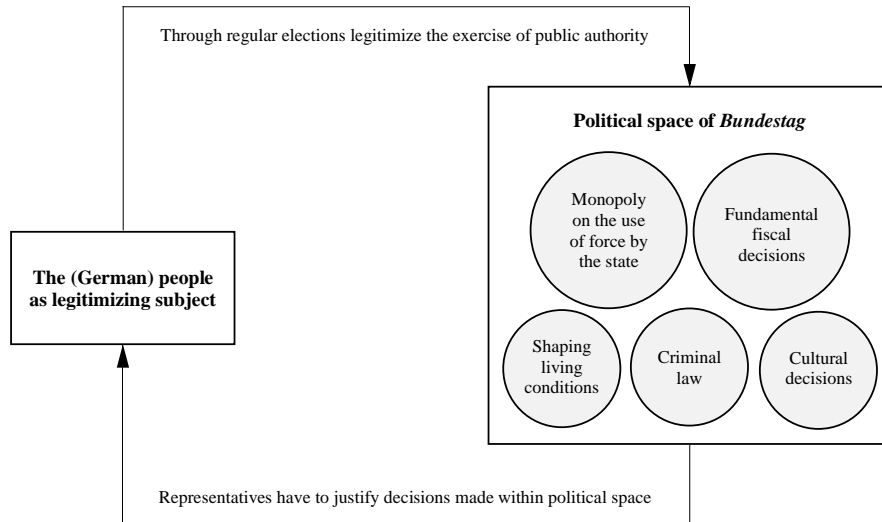 Through regular elections legitimize the exercise of public authority
Political space of Bundestag
Monopoly
on the use
of force by
the state
Fundamental
fiscal
decisions
The (German) people
as legitimizing subject
Shaping
living
conditions
Criminal
law
Cultural
decisions
Representatives have to justify decisions made within political space